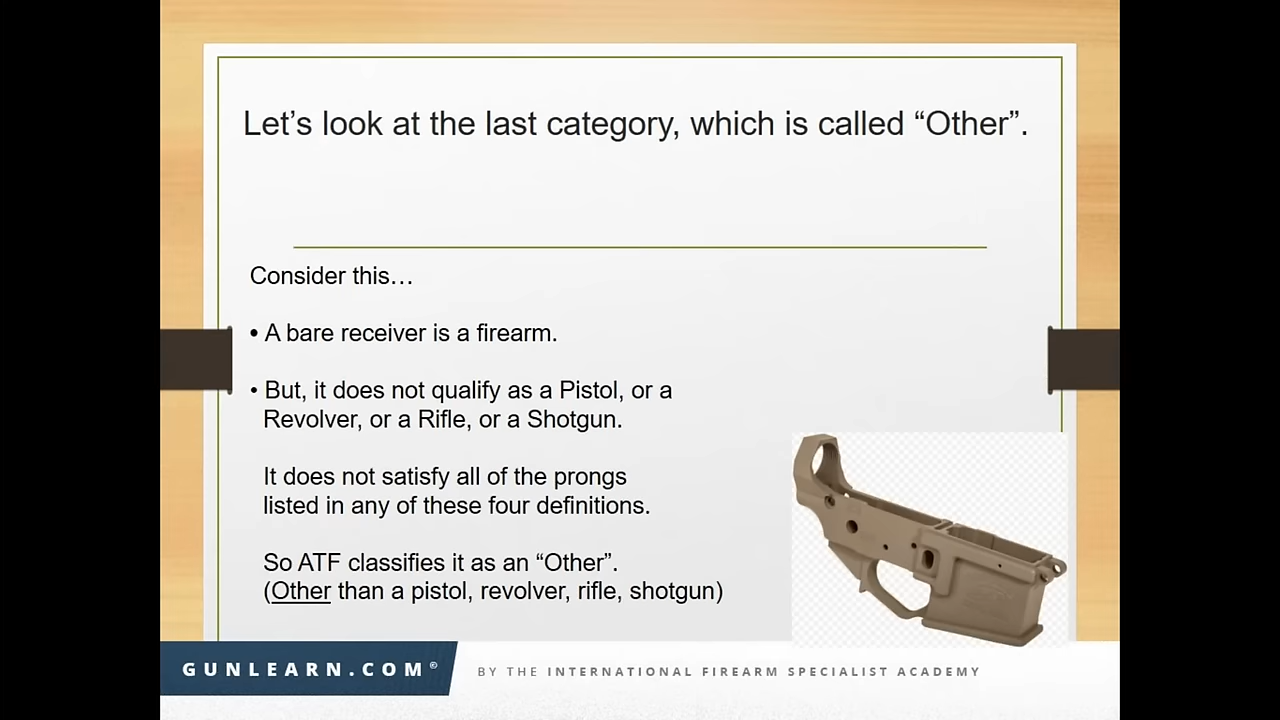 Let’s look at the last category, which is called “Other”.
Consider this…
• A bare receiver is a firearm.
• But, it does not qualify as a Pistol, or a
Revolver, or a Rifle, or a Shotgun.
It does not satisfy all of the prongs
listed in any of these four definitions.
So ATF classifies it as an “Other”.
(Other than a pistol, revolver, rifle, shotgun)
GUNLEARN.COM©
BY THE INTERNATIONAL FIREARM SPECIALIST ACADEMY